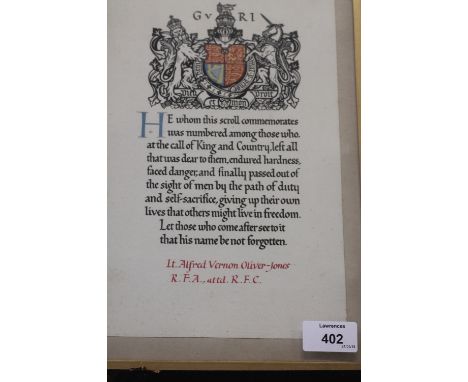 G V R I
Dieu et mon Droit
HE whom this scroll commemorates
was numbered among those who,
at the call of King and Country, left all
that was dear to them, endured hardness,
faced danger, and finally passed out of
the sight of men by the path of duty
and self-sacrifice, giving up their own
lives that others might live in freedom.
Let those who come after see to it
that his name be not forgotten.
Lt. Alfred Vernon Oliver-Jones
R.F.A., attd. R.F.C.
Lawrences
402